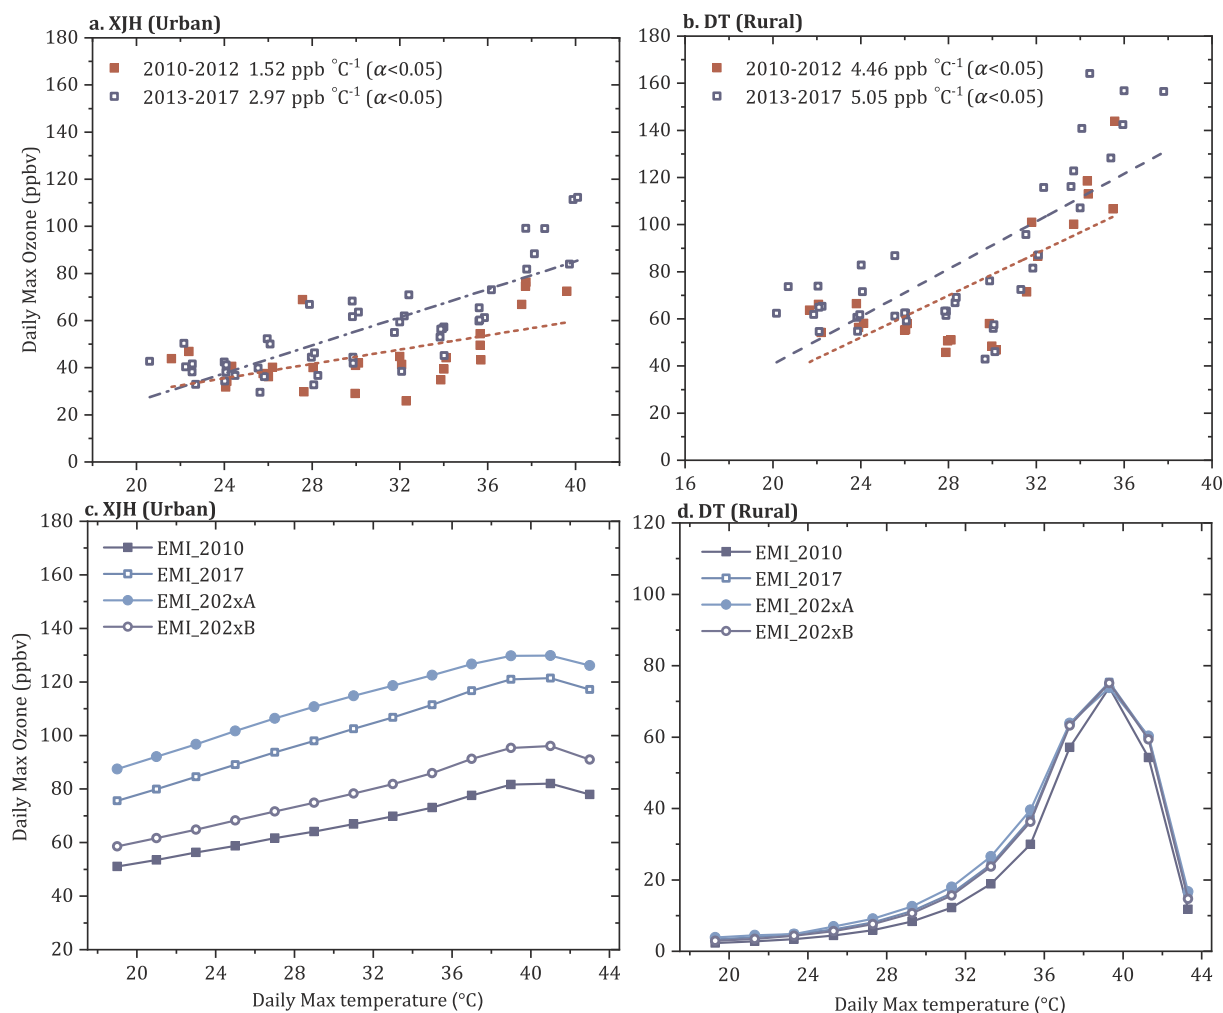 a. XJH (Urban)
180
160
140
120
100
80
60
40
20
0
Daily Max Ozone (ppbv)
2010-2012 1.52 ppb °C-1 (α<0.05)
2013-2017 2.97 ppb °C-1 (α<0.05)
20 24 28 32 36 40
b. DT (Rural)
180
160
140
120
100
80
60
40
20
0
2010-2012 4.46 ppb °C-1 (α<0.05)
2013-2017 5.05 ppb °C-1 (α<0.05)
16 20 24 28 32 36 40
c. XJH (Urban)
180
160
140
120
100
80
60
40
20
Daily Max Ozone (ppbv)
EMI_2010
EMI_2017
EMI_202xA
EMI_202xB
20 24 28 32 36 40 44
Daily Max temperature (°C)
d. DT (Rural)
120
100
80
60
40
20
0
EMI_2010
EMI_2017
EMI_202xA
EMI_202xB
20 24 28 32 36 40 44
Daily Max temperature (°C)